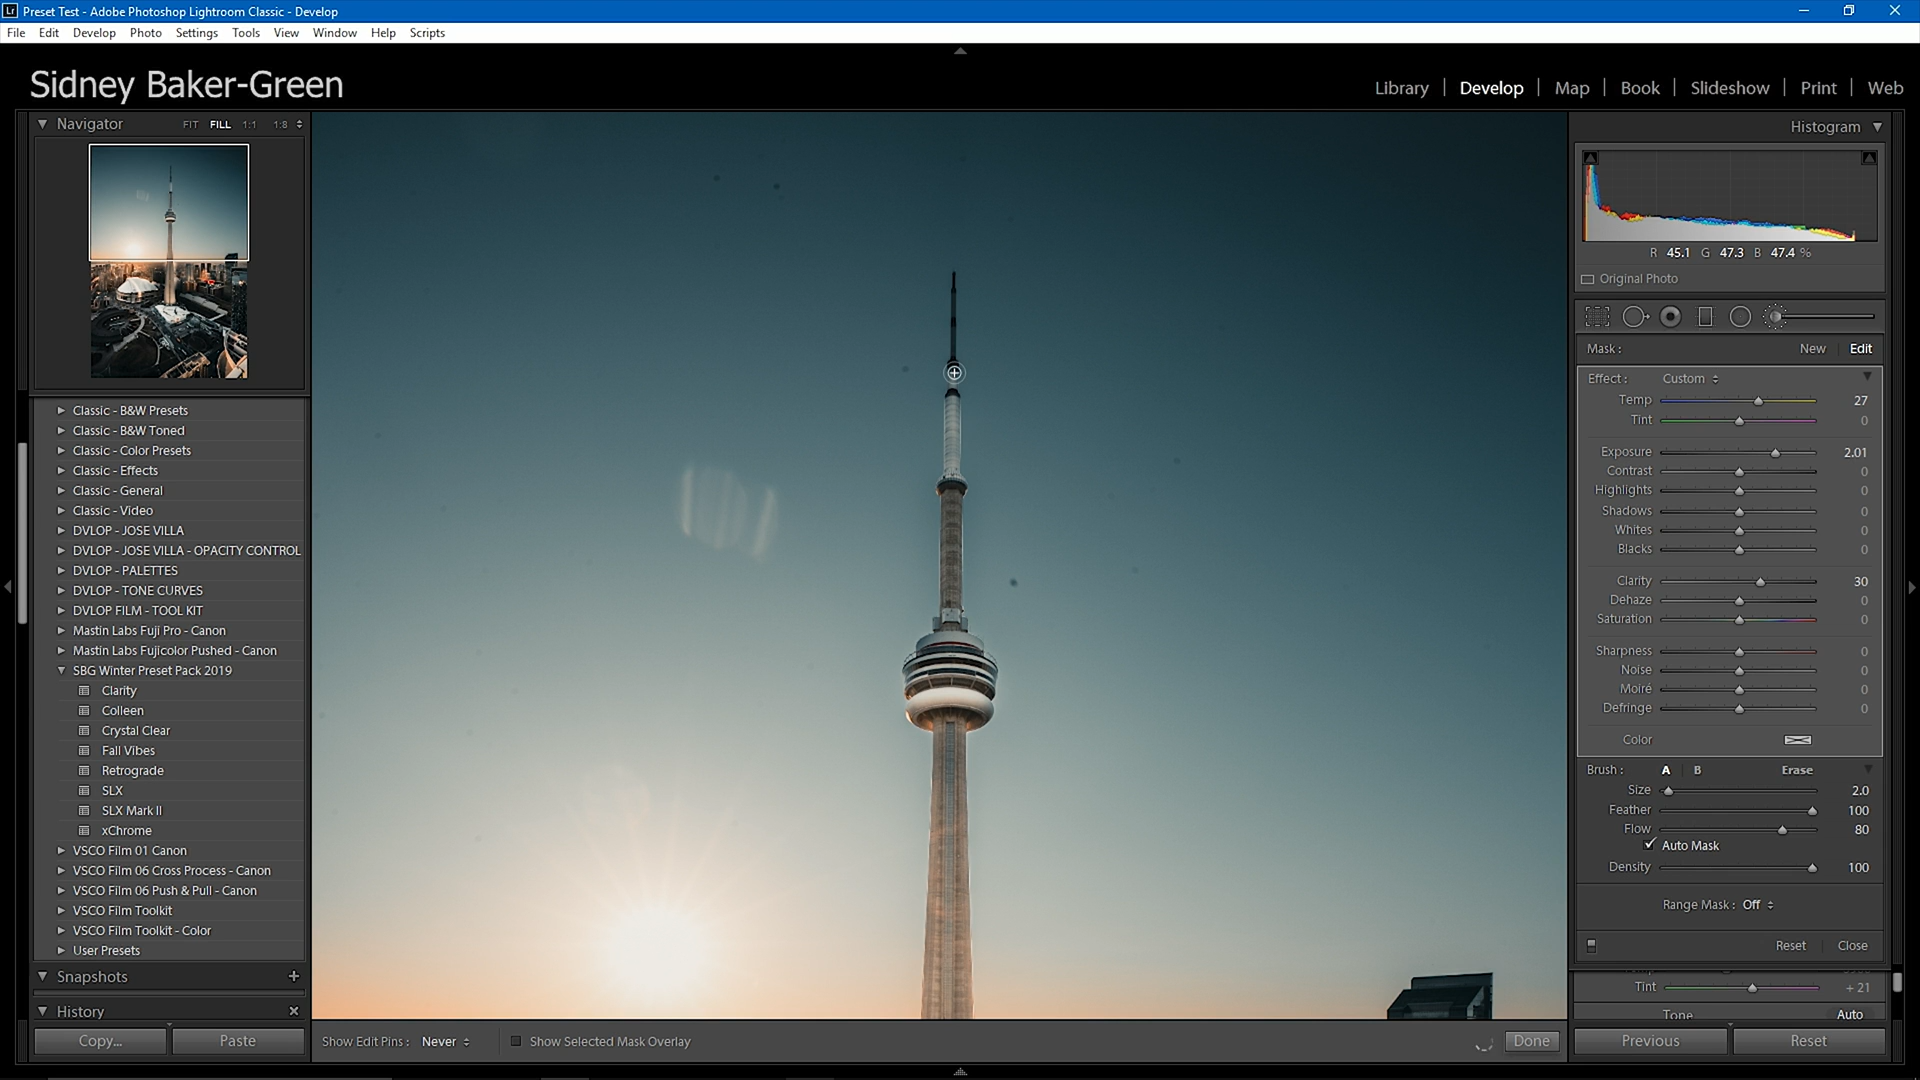 Lr Preset Test - Adobe Photoshop Lightroom Classic - Develop
File Edit Develop Photo Settings Tools View Window Help Scripts
Sidney Baker-Green
Library | Develop | Map | Book | Slideshow | Print | Web
Navigator FIT FILL 1:1 1:8
Classic - B&W Presets
Classic - B&W Toned
Classic - Color Presets
Classic - Effects
Classic - General
Classic - Video
DVLOP - JOSE VILLA
DVLOP - JOSE VILLA - OPACITY CONTROL
DVLOP - PALETTES
DVLOP - TONE CURVES
DVLOP FILM - TOOL KIT
Mastin Labs Fuji Pro - Canon
Mastin Labs Fujicolor Pushed - Canon
SBG Winter Preset Pack 2019
Clarity
Colleen
Crystal Clear
Fall Vibes
Retrograde
SLX
SLX Mark II
xChrome
VSCO Film 01 Canon
VSCO Film 06 Cross Process - Canon
VSCO Film 06 Push & Pull - Canon
VSCO Film Toolkit
VSCO Film Toolkit - Color
User Presets
Snapshots +
History
Copy... Paste
Show Edit Pins : Never Show Selected Mask Overlay Done
Histogram
R 45.1 G 47.3 B 47.4 %
Original Photo
Mask : New Edit
Effect : Custom
Temp 27
Tint 0
Exposure 2.01
Contrast 0
Highlights 0
Shadows 0
Whites 0
Blacks 0
Clarity 30
Dehaze 0
Saturation 0
Sharpness 0
Noise 0
Moiré 0
Defringe 0
Color
Brush : A B Erase
Size 2.0
Feather 100
Flow 80
Auto Mask
Density 100
Range Mask : Off
Reset Close
Tint + 21
Tone Auto
Previous Reset